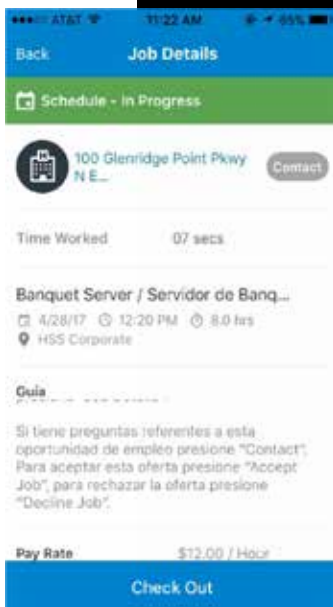 AT&T 11:22 AM 65%
Back Job Details
Schedule - In Progress
100 Glenridge Point Pkwy
N E...
Contact
Time Worked 07 secs
Banquet Server / Servidor de Banq...
4/28/17 12:20 PM 8.0 hrs
HSS Corporate
Guia
Si tiene preguntas referentes a esta
oportunidad de empleo presione "Contact".
Para aceptar esta oferta presione "Accept
Job", para rechazar la oferta presione
"Decline Job".
Pay Rate $12.00 / Hour
Check Out